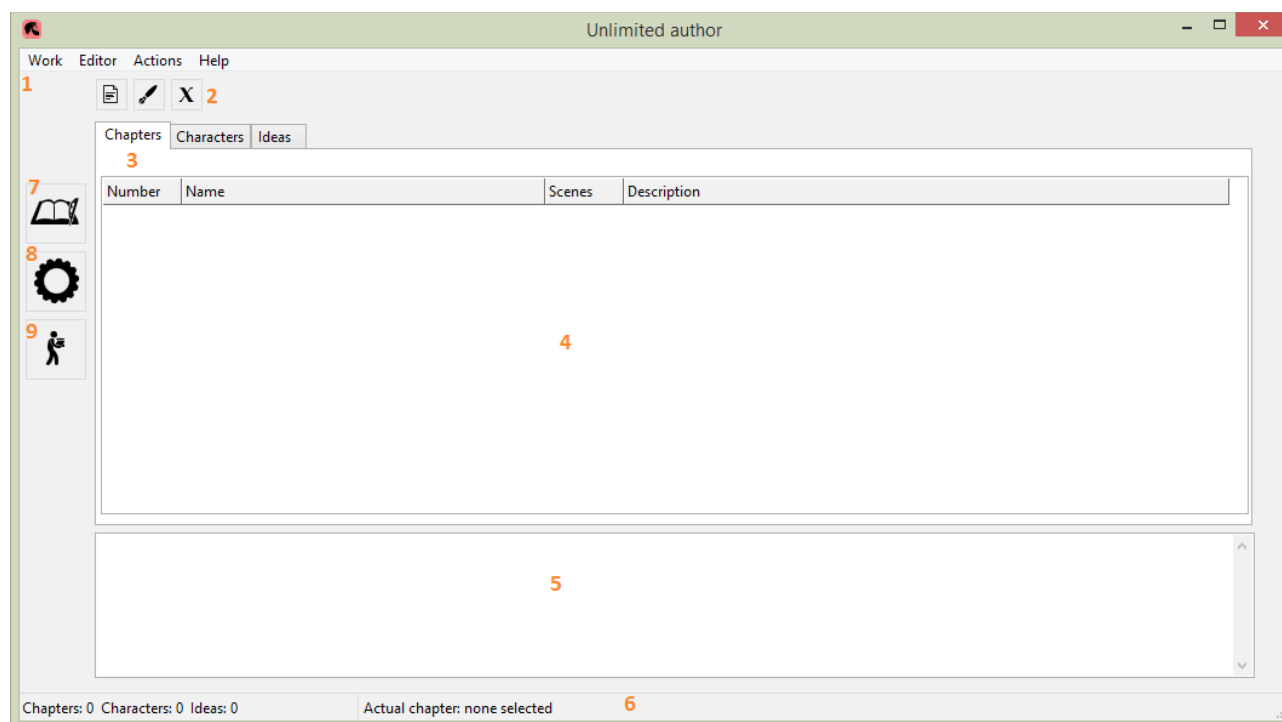 Unlimited author
Work Editor Actions Help
1
X 2
Chapters Characters Ideas
3
7
Number Name Scenes Description
8
9
4
5
Chapters: 0 Characters: 0 Ideas: 0 Actual chapter: none selected 6